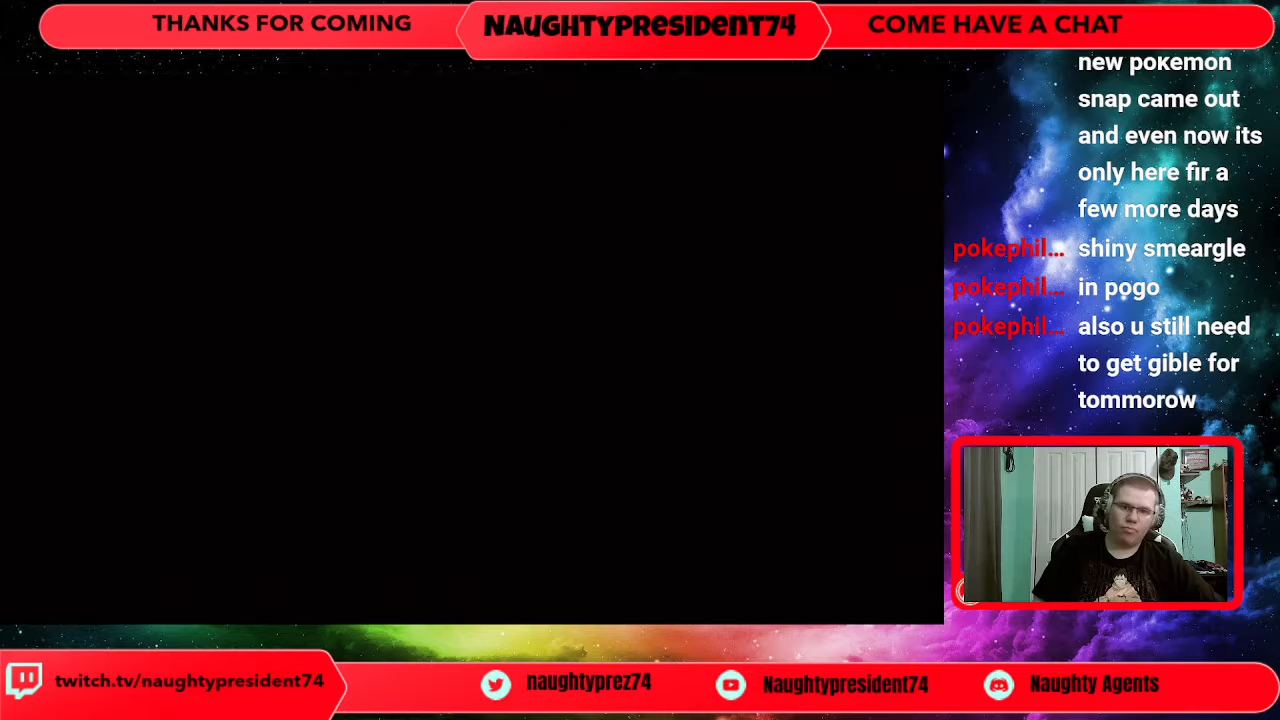 THANKS FOR COMING
NAUGHTYPRESIDENT74
COME HAVE A CHAT
new pokemon
snap came out
and even now its
only here fir a
few more days
pokephil... shiny smeargle
pokephil... in pogo
pokephil... also u still need
to get gible for
tommorow
twitch.tv/naughtypresident74
naughtyprez74
Naughtypresident74
Naughty Agents